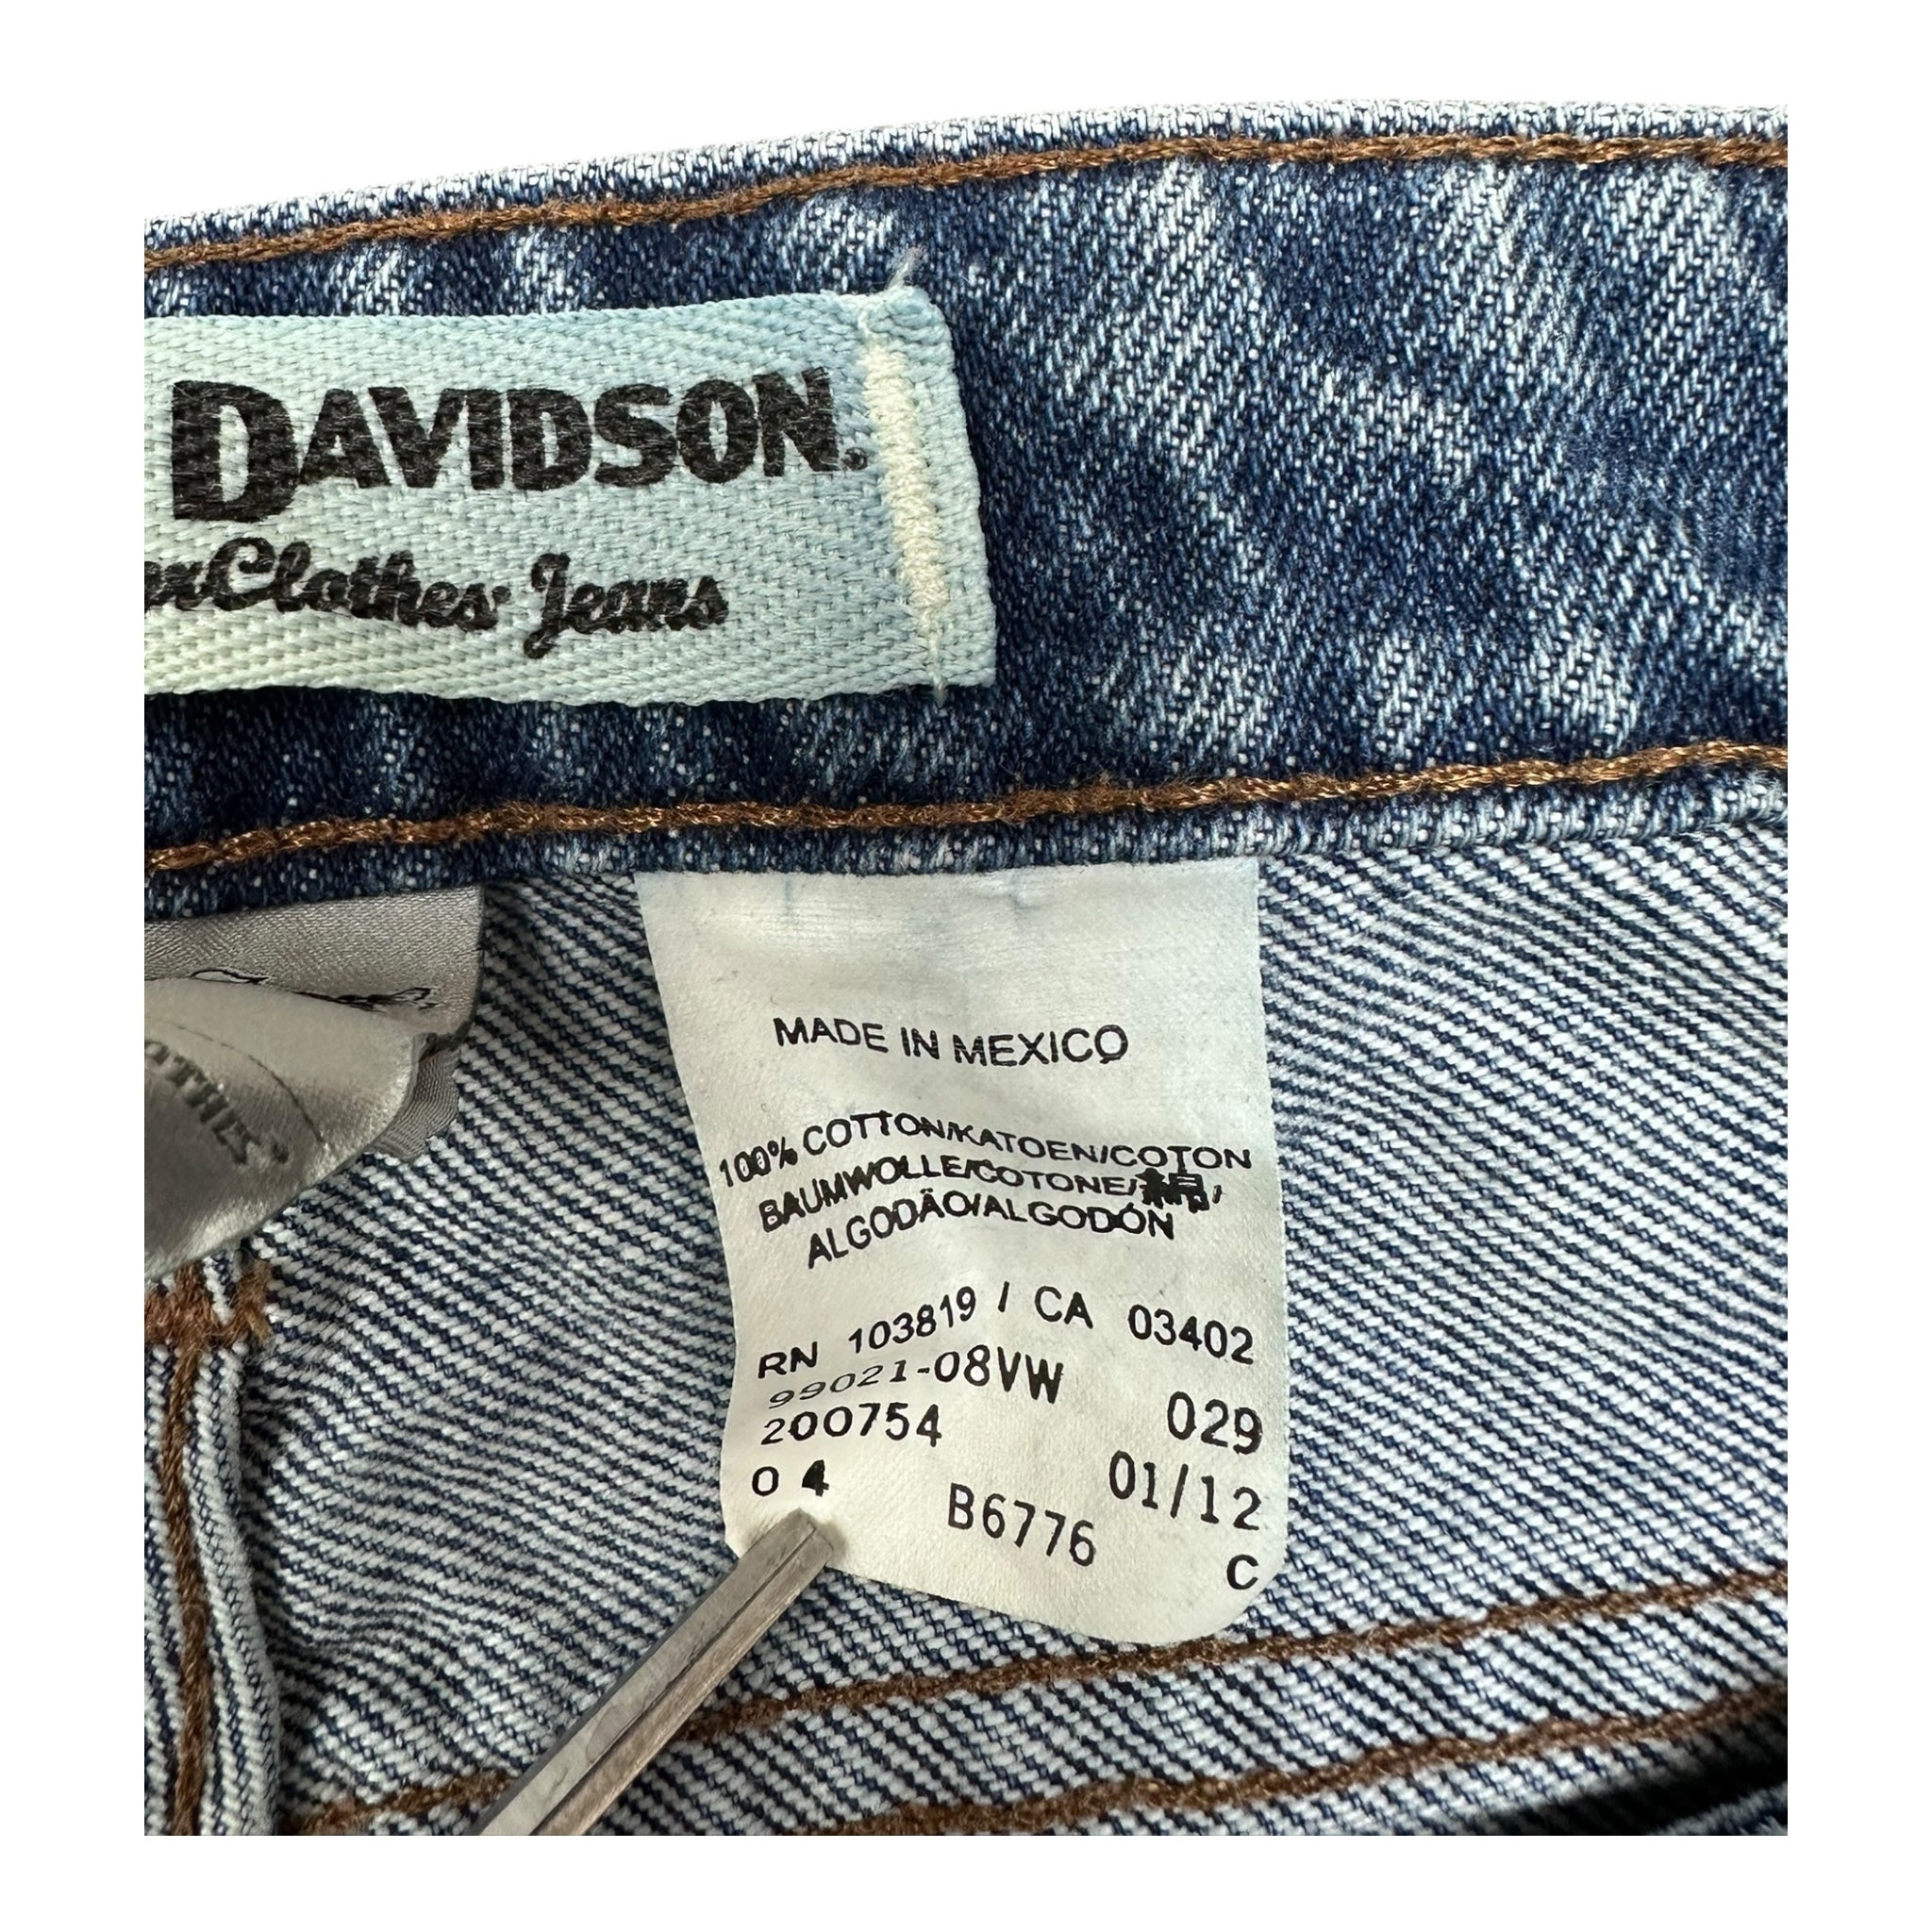 DAVIDSON.
Clothes Jeans
MADE IN MEXICO
100% COTTON/KATOEN/COTON
BAUMWOLLE/COTONE/綿/
ALGODÃO/ALGODÓN
RN 103819 / CA 03402
99021-08VW 029
200754 01/12
0 4 B6776 C